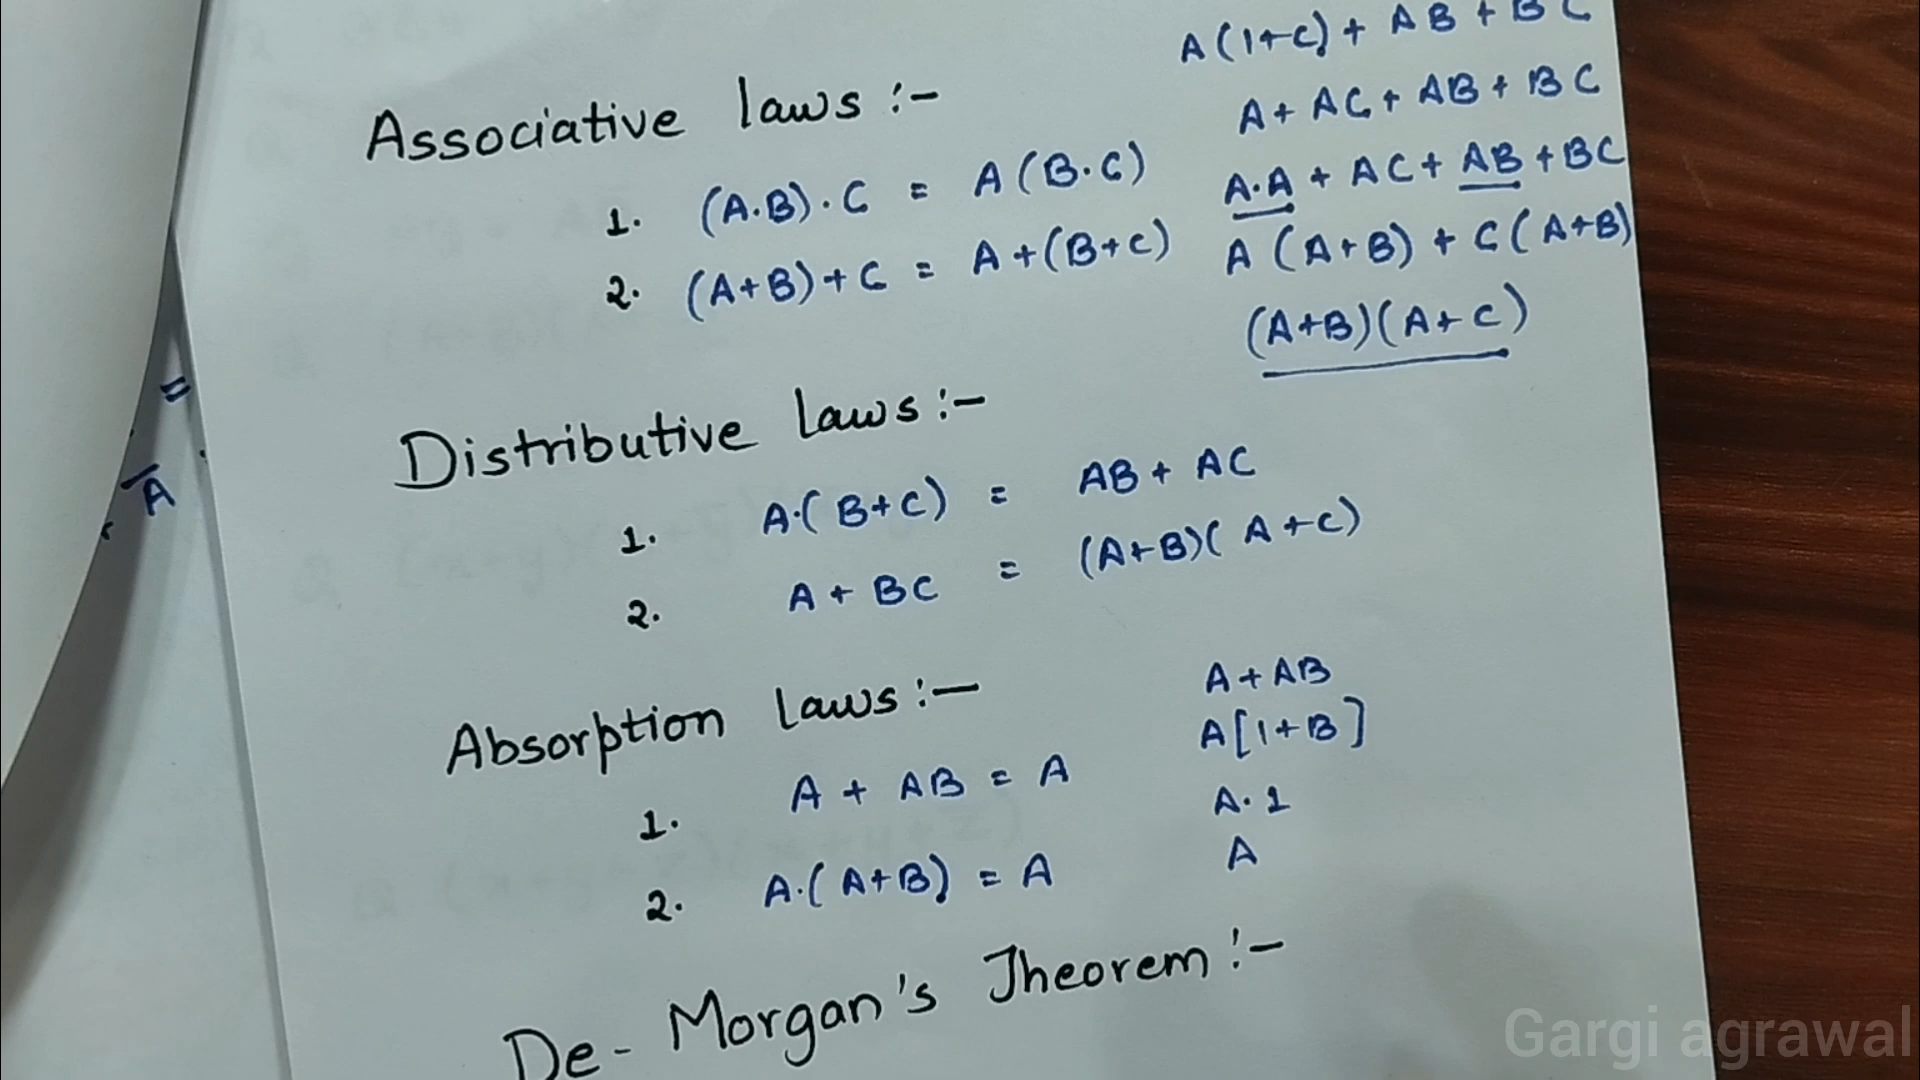 A(1+C) + AB + BC
A + AC + AB + BC
A·A + AC + AB + BC
A (A+B) + C (A+B)
(A+B)(A+C)
Associative laws :-
1. (A·B)·C = A(B·C)
2. (A+B)+C = A+(B+C)
Distributive laws :-
1. A·(B+C) = AB + AC
2. A + BC = (A+B)(A+C)
Absorption laws :-
1. A + AB = A
2. A·(A+B) = A
A + AB
A[1+B]
A·1
A
De-Morgan's Theorem :-
=
A̅
Gargi agrawal